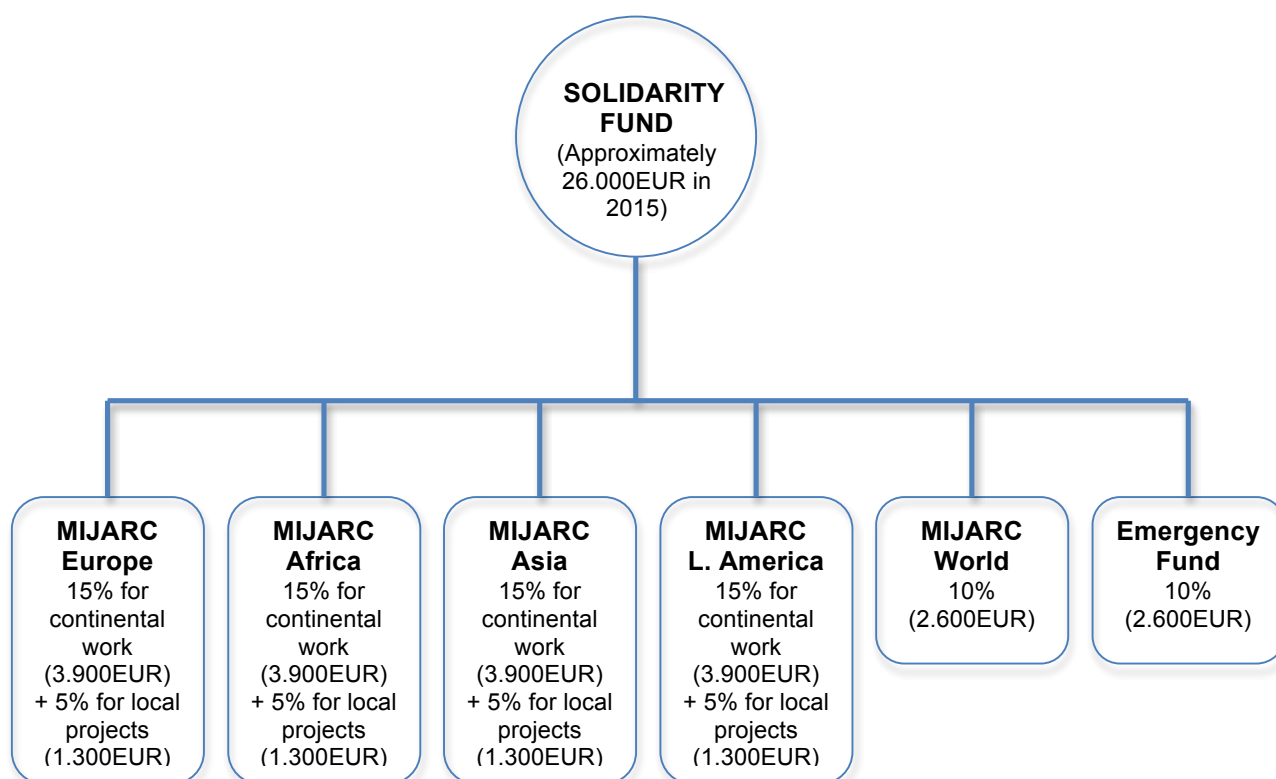 SOLIDARITY
FUND
(Approximately
26.000EUR in
2015)
MIJARC
Europe
15% for
continental
work
(3.900EUR)
+ 5% for local
projects
(1.300EUR)
MIJARC
Africa
15% for
continental
work
(3.900EUR)
+ 5% for local
projects
(1.300EUR)
MIJARC
Asia
15% for
continental
work
(3.900EUR)
+ 5% for local
projects
(1.300EUR)
MIJARC
L. America
15% for
continental
work
(3.900EUR)
+ 5% for local
projects
(1.300EUR)
MIJARC
World
10%
(2.600EUR)
Emergency
Fund
10%
(2.600EUR)